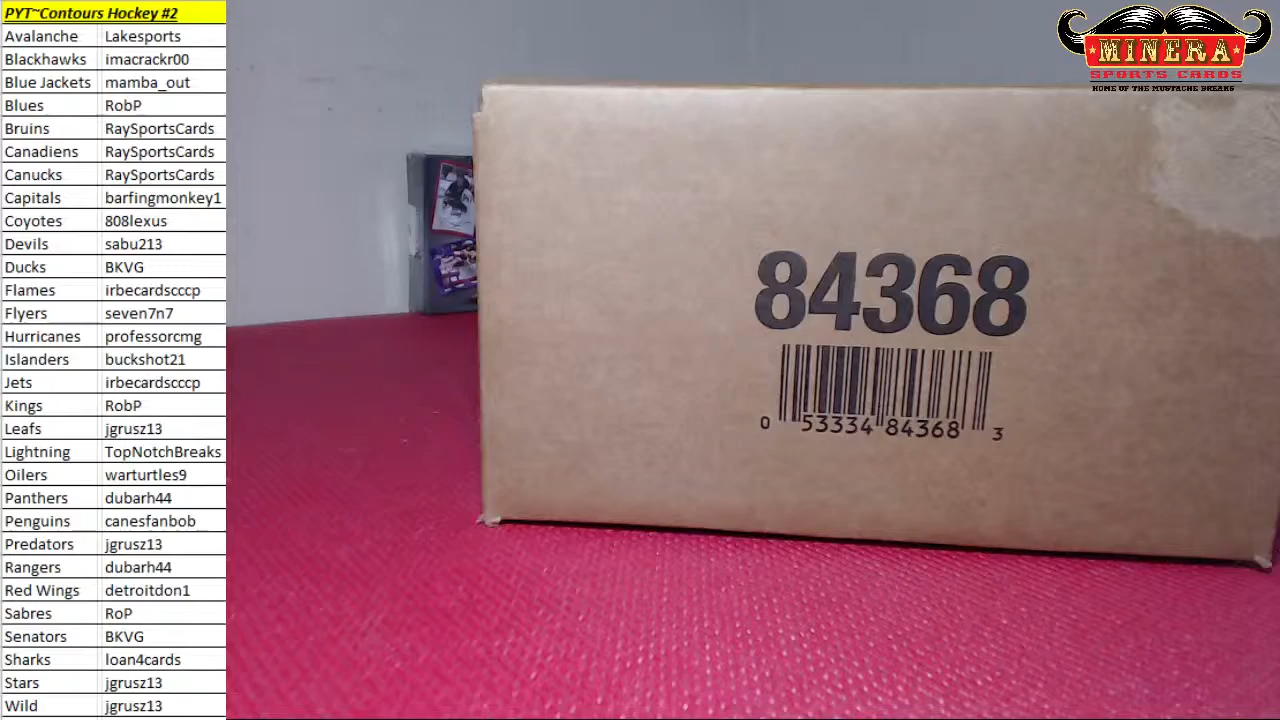 PYT~Contours Hockey #2
Avalanche Lakesports
Blackhawks imacrackr00
Blue Jackets mamba_out
Blues RobP
Bruins RaySportsCards
Canadiens RaySportsCards
Canucks RaySportsCards
Capitals barfingmonkey1
Coyotes 808lexus
Devils sabu213
Ducks BKVG
Flames irbecardscccp
Flyers seven7n7
Hurricanes professorcmg
Islanders buckshot21
Jets irbecardscccp
Kings RobP
Leafs jgrusz13
Lightning TopNotchBreaks
Oilers warturtles9
Panthers dubarh44
Penguins canesfanbob
Predators jgrusz13
Rangers dubarh44
Red Wings detroitdon1
Sabres RoP
Senators BKVG
Sharks loan4cards
Stars jgrusz13
Wild jgrusz13
MINERA
SPORTS CARDS
HOME OF THE MUSTACHE BREAKS
84368
0 53334 84368 3